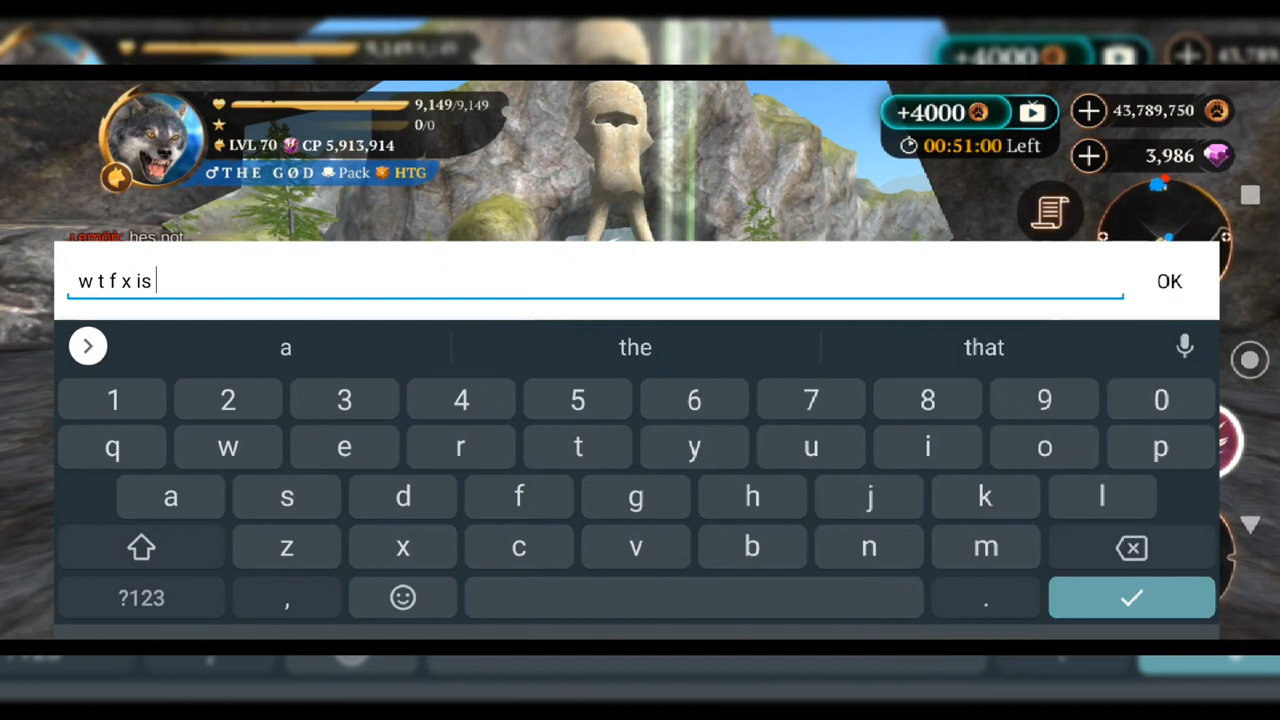 9,149/9,149
+4000
43,789,750
0/0
LVL 70 CP 5,913,914
00:51:00 Left
3,986
♂T H E G Ø D Pack HTG
hes not
w t f x is
OK
a the that
1 2 3 4 5 6 7 8 9 0
q w e r t y u i o p
a s d f g h j k l
z x c v b n m
?123 , .